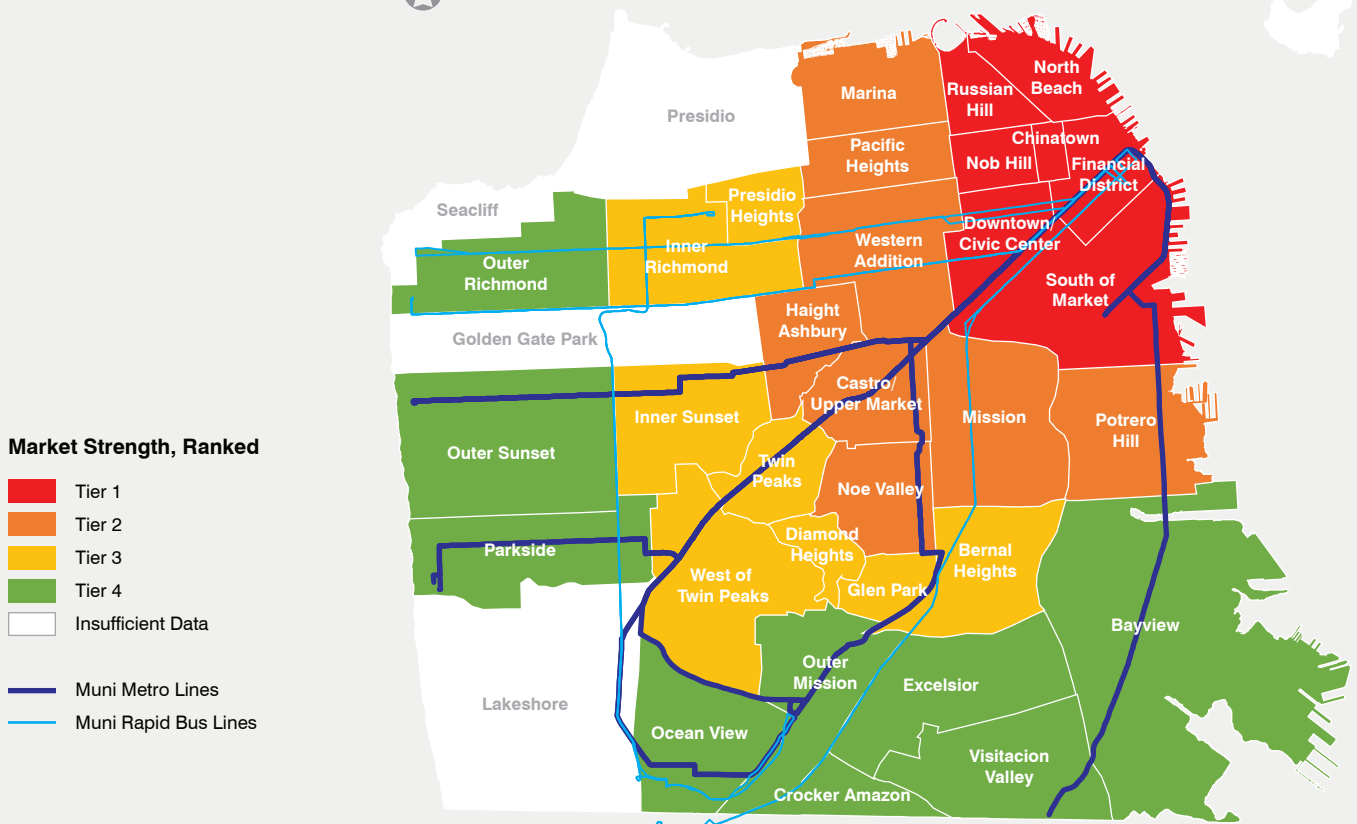 North
Beach
Marina
Russian
Hill
Presidio
Chinatown
Pacific
Heights
Nob Hill
Financial
District
Seacliff
Presidio
Heights
Downtown/
Civic Center
Western
Addition
Inner
Richmond
Outer
Richmond
South of
Market
Haight
Ashbury
Golden Gate Park
Castro/
Upper Market
Inner Sunset
Mission
Potrero
Hill
Market Strength, Ranked
Outer Sunset
Twin
Peaks
Noe Valley
Tier 1
Tier 2
Diamond
Heights
Parkside
Bernal
Heights
Tier 3
West of
Twin Peaks
Glen Park
Tier 4
Insufficient Data
Bayview
Outer
Mission
Excelsior
Muni Metro Lines
Lakeshore
Muni Rapid Bus Lines
Ocean View
Visitacion
Valley
Crocker Amazon